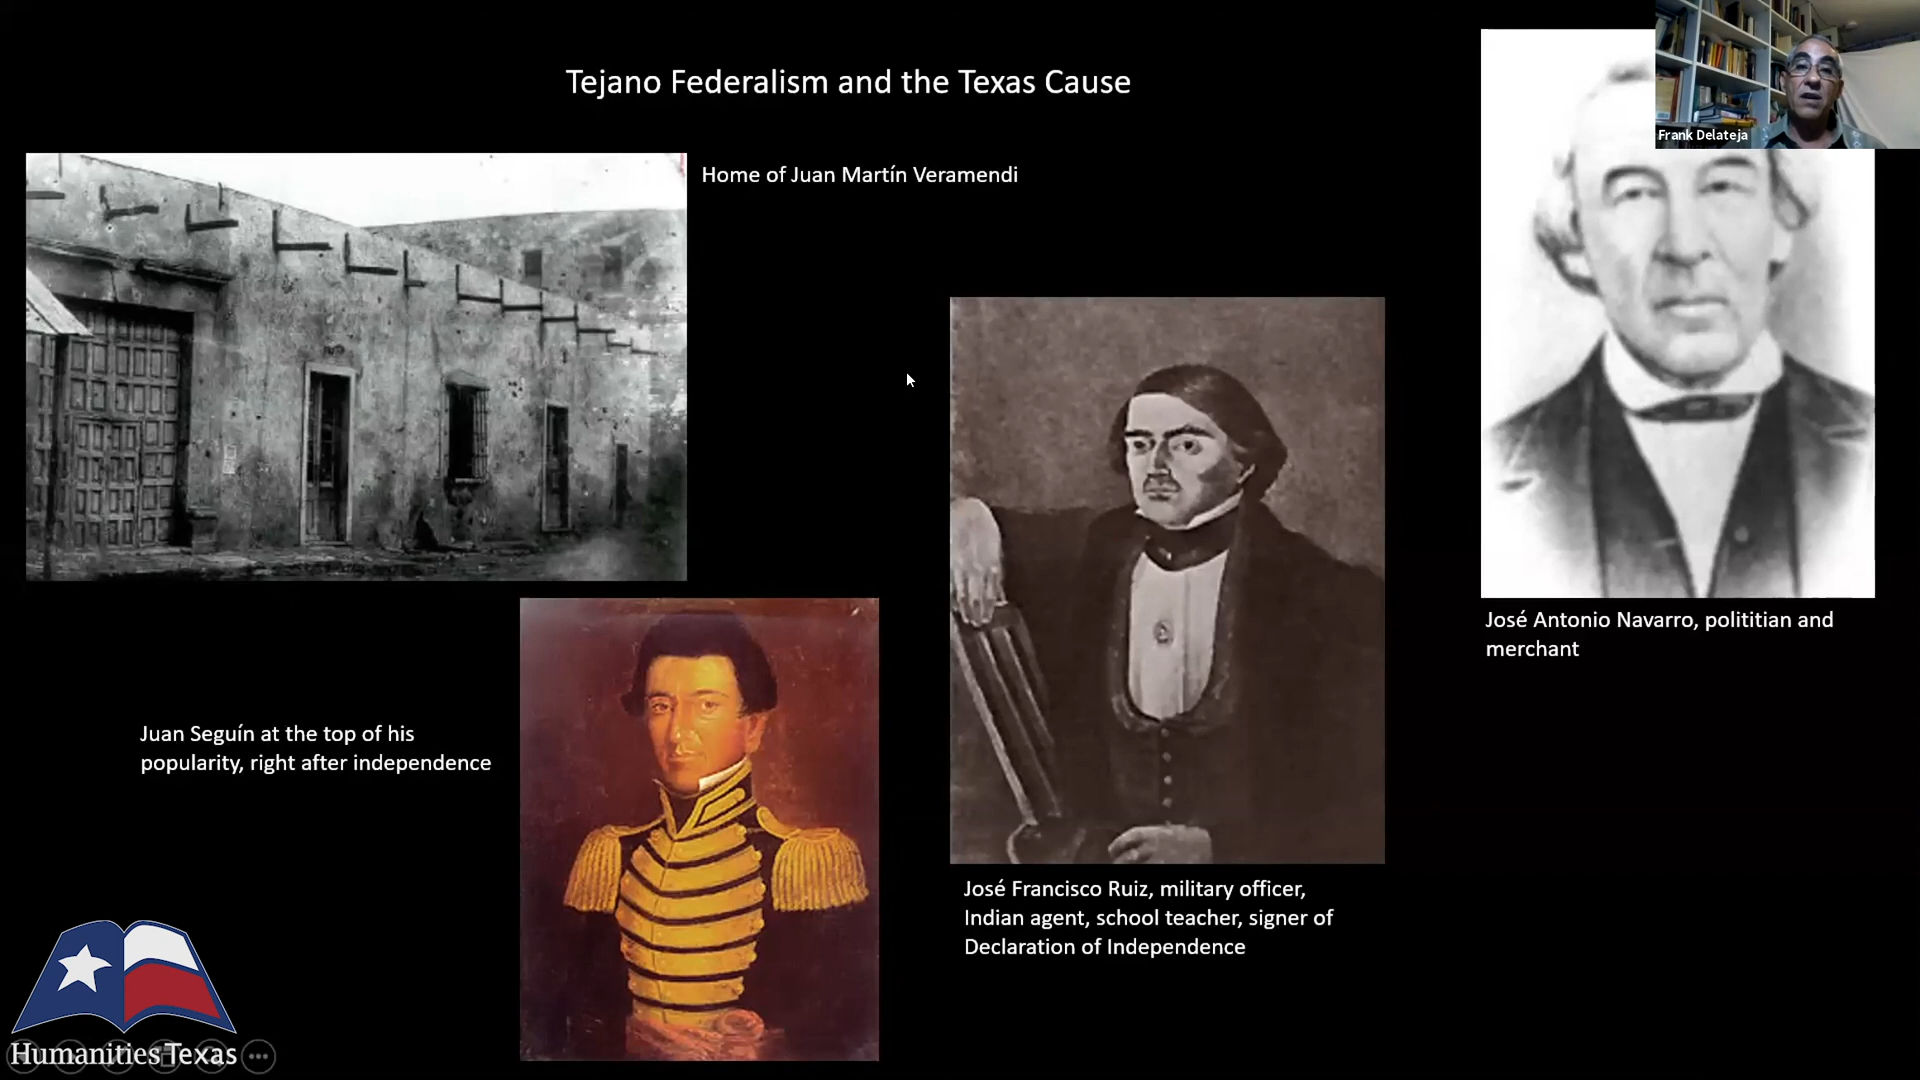 Tejano Federalism and the Texas Cause
Frank Delateja
Home of Juan Martín Veramendi
José Antonio Navarro, polititian and
merchant
Juan Seguín at the top of his
popularity, right after independence
José Francisco Ruiz, military officer,
Indian agent, school teacher, signer of
Declaration of Independence
Humanities Texas